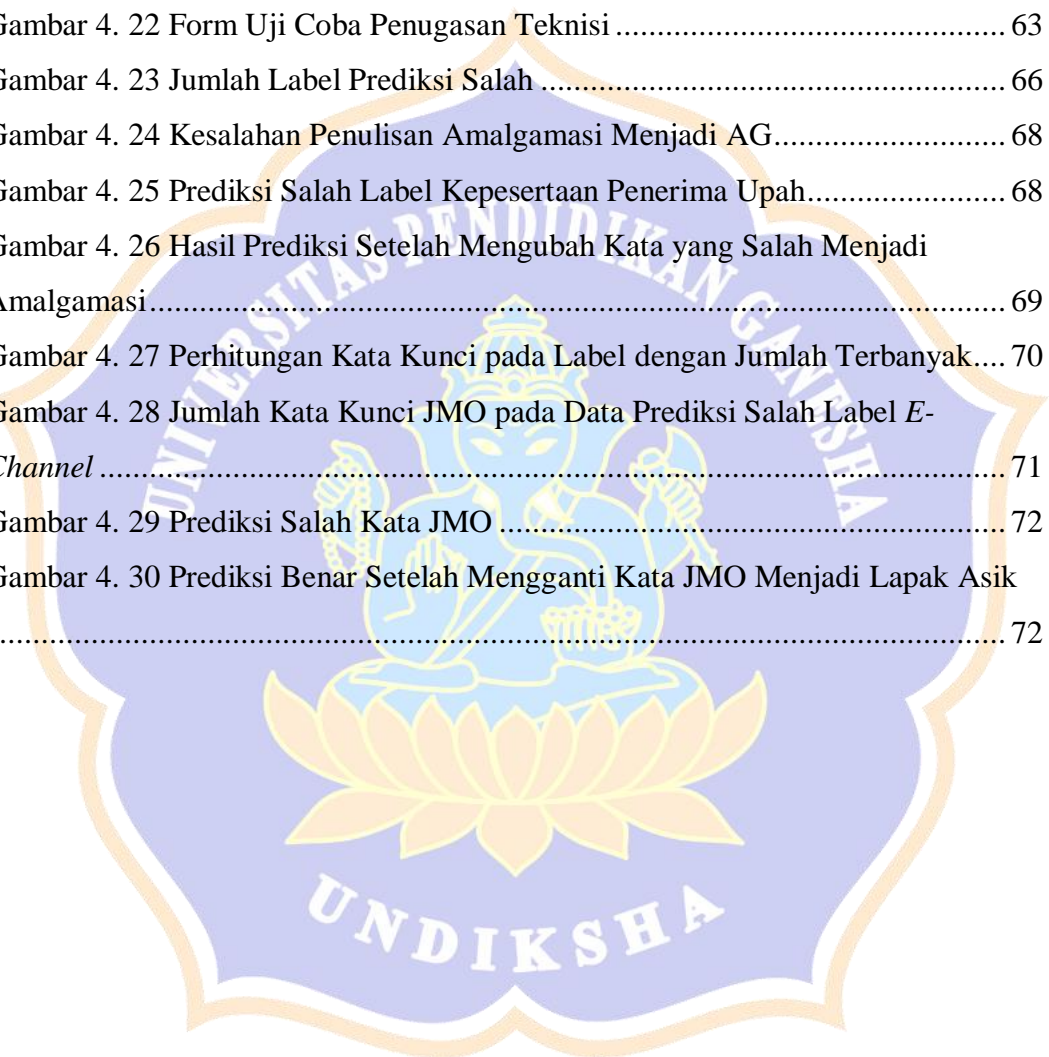 Gambar 4. 22 Form Uji Coba Penugasan Teknisi ............................................... 63
Gambar 4. 23 Jumlah Label Prediksi Salah ......................................................... 66
Gambar 4. 24 Kesalahan Penulisan Amalgamasi Menjadi AG............................ 68
Gambar 4. 25 Prediksi Salah Label Kepesertaan Penerima Upah........................ 68
Gambar 4. 26 Hasil Prediksi Setelah Mengubah Kata yang Salah Menjadi
Amalgamasi......................................................................................................... 69
Gambar 4. 27 Perhitungan Kata Kunci pada Label dengan Jumlah Terbanyak.... 70
Gambar 4. 28 Jumlah Kata Kunci JMO pada Data Prediksi Salah Label E-
Channel ............................................................................................................... 71
Gambar 4. 29 Prediksi Salah Kata JMO .............................................................. 72
Gambar 4. 30 Prediksi Benar Setelah Mengganti Kata JMO Menjadi Lapak Asik
............................................................................................................................. 72
UNIVERSITAS PENDIDIKAN GANESHA
UNDIKSHA